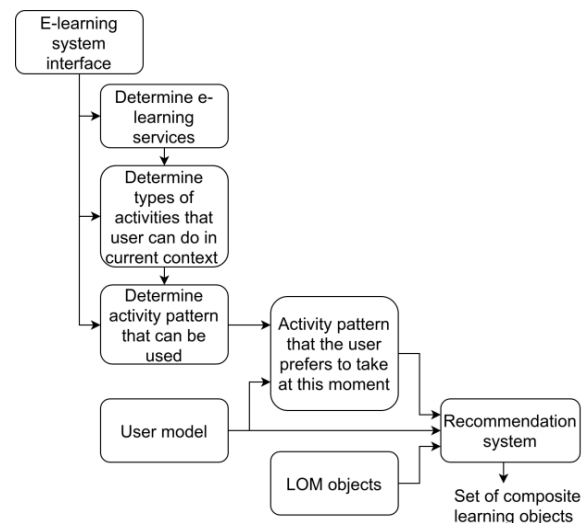 E-learning
system
interface
Determine e-
learning
services
Determine
types of
activities that
user can do in
current context
Determine
activity pattern
that can be
used
Activity pattern
that the user
prefers to take
at this moment
User model
Recommendation
system
LOM objects
Set of composite
learning objects